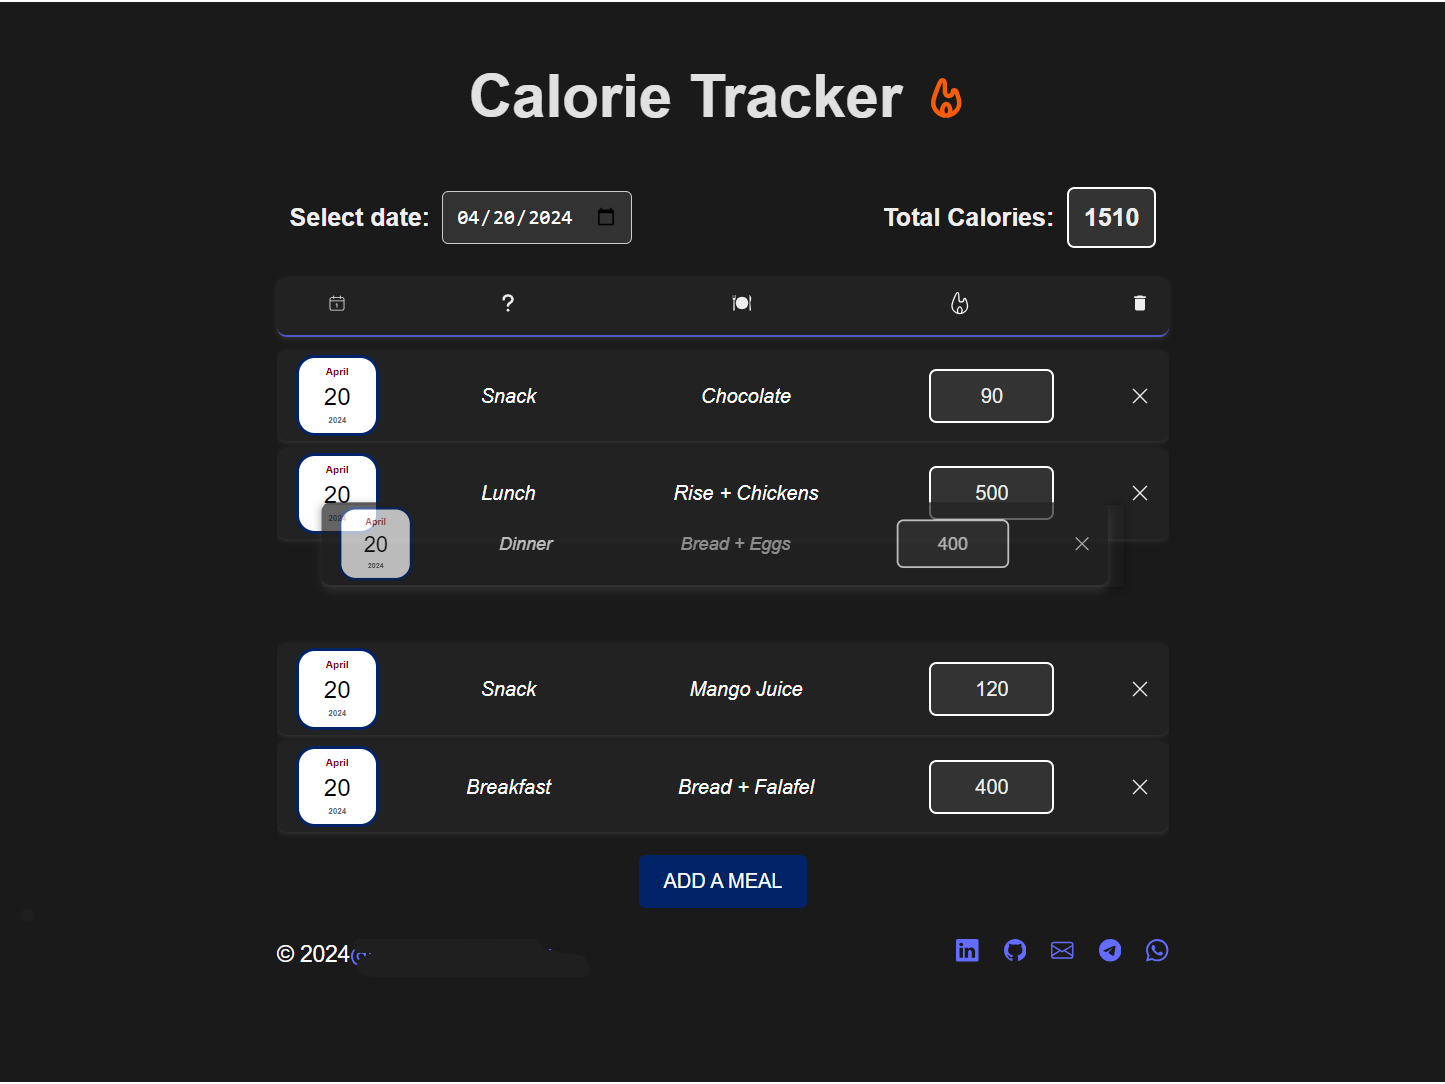 Calorie Tracker
Select date: 04/20/2024 Total Calories: 1510
1 ?
April
20 Snack Chocolate 90
2024
April
20 Lunch Rise + Chickens 500
2024
April
20 Dinner Bread + Eggs 400
2024
April
20 Snack Mango Juice 120
2024
April
20 Breakfast Bread + Falafel 400
2024
ADD A MEAL
© 2024